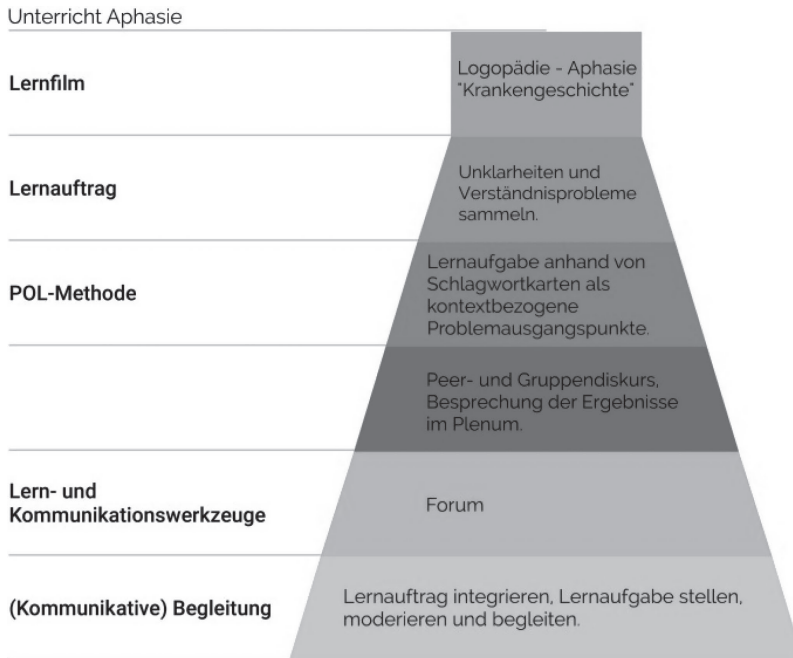 Unterricht Aphasie
Lernfilm
Logopädie - Aphasie
"Krankengeschichte"
Lernauftrag
Unklarheiten und
Verständnisprobleme
sammeln.
POL-Methode
Lernaufgabe anhand von
Schlagwortkarten als
kontextbezogene
Problemausgangspunkte.
Peer- und Gruppendiskurs,
Besprechung der Ergebnisse
im Plenum.
Lern- und
Kommunikationswerkzeuge
Forum
(Kommunikative) Begleitung
Lernauftrag integrieren, Lernaufgabe stellen,
moderieren und begleiten.